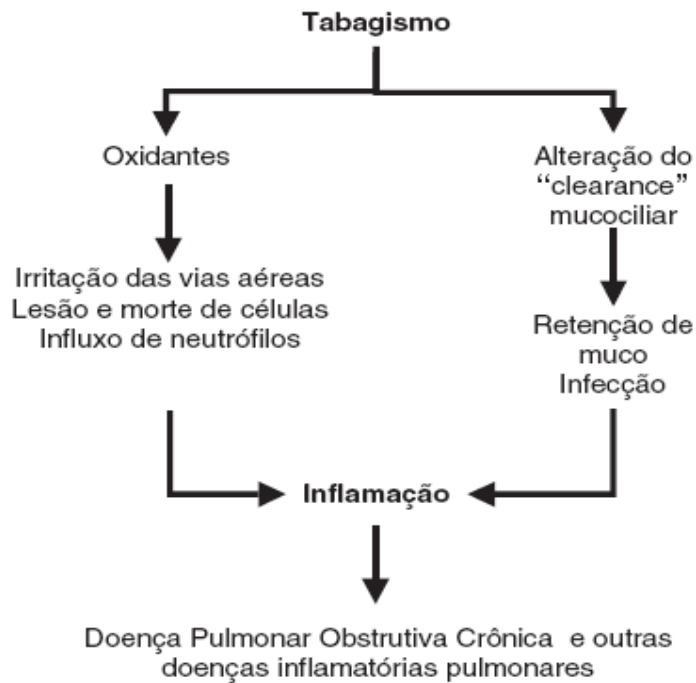 Tabagismo
Oxidantes
Irritação das vias aéreas
Lesão e morte de células
Influxo de neutrófilos
Alteração do
“clearance”
mucociliar
Retenção de
muco
Infecção
Inflamação
Doença Pulmonar Obstrutiva Crônica e outras
doenças inflamatórias pulmonares